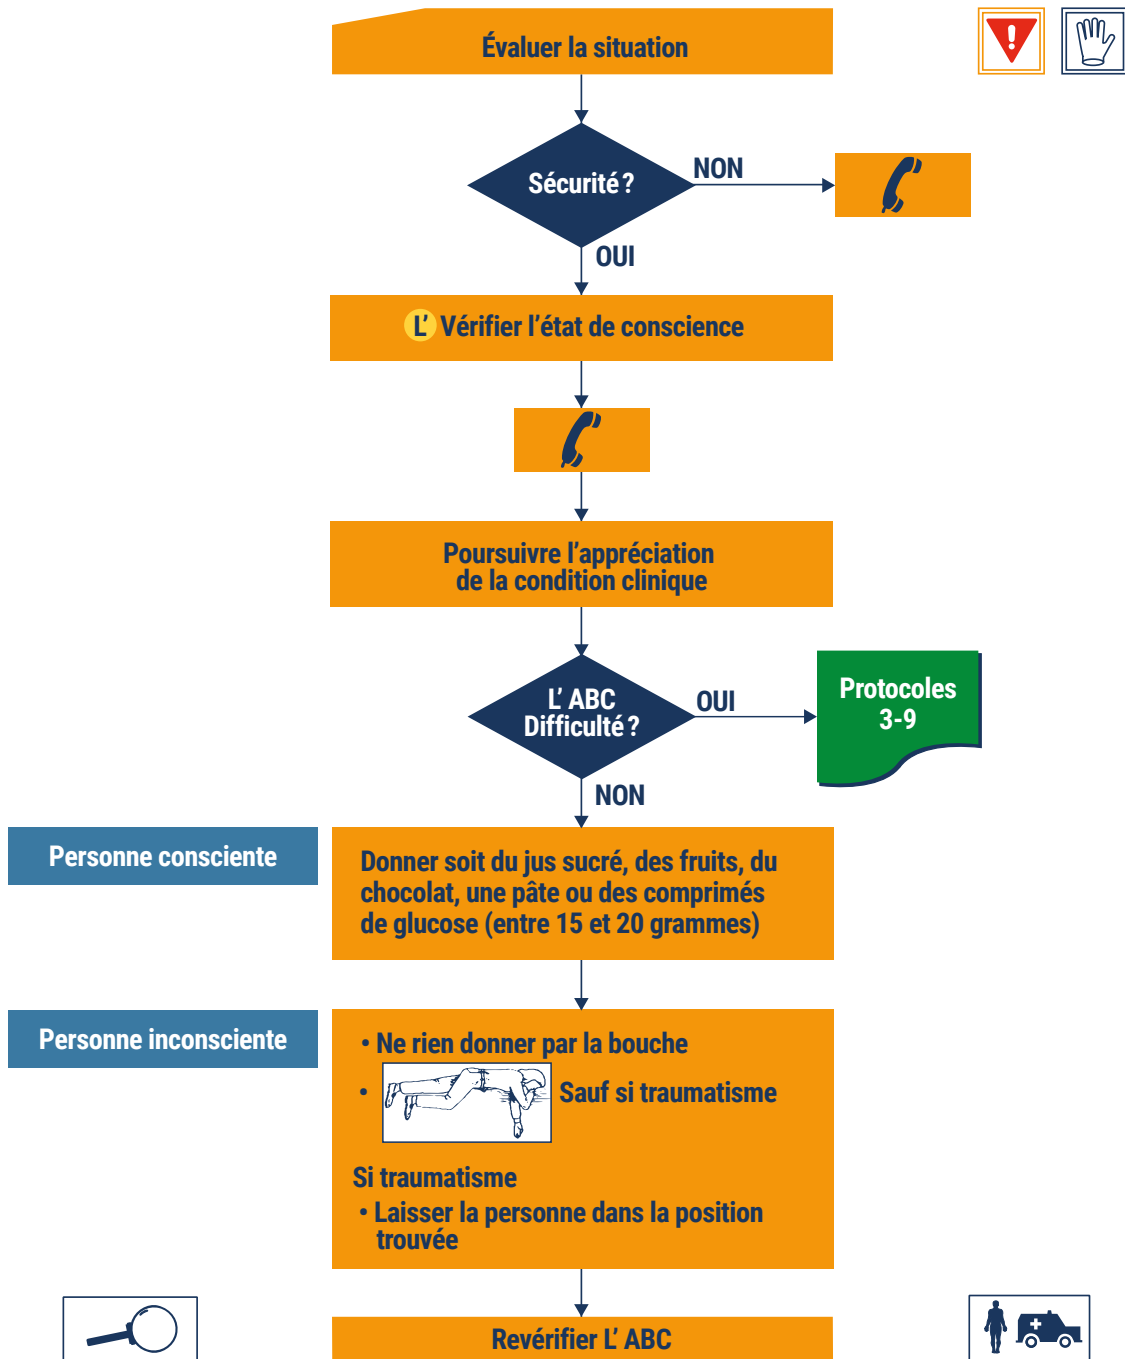 Évaluer la situation
Sécurité ?
NON
OUI
L’ Vérifier l’état de conscience
Poursuivre l’appréciation
de la condition clinique
L’ ABC
Difficulté ?
OUI
Protocoles
3-9
NON
Personne consciente
Donner soit du jus sucré, des fruits, du
chocolat, une pâte ou des comprimés
de glucose (entre 15 et 20 grammes)
Personne inconsciente
• Ne rien donner par la bouche
• Sauf si traumatisme
Si traumatisme
• Laisser la personne dans la position
trouvée
Revérifier L’ ABC